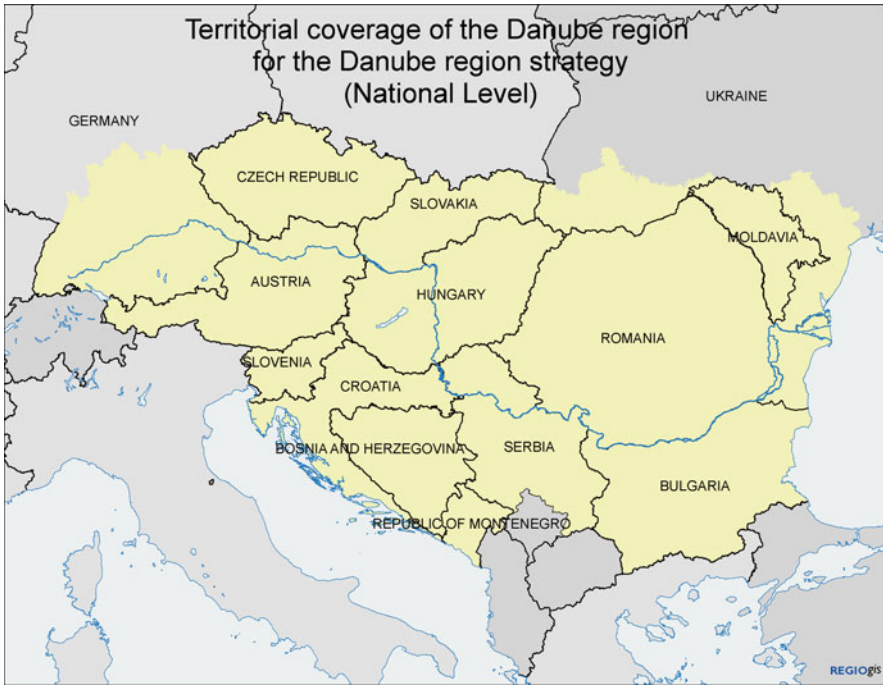 Territorial coverage of the Danube region
for the Danube region strategy
(National Level)
UKRAINE
GERMANY
CZECH REPUBLIC
SLOVAKIA
MOLDAVIA
AUSTRIA
HUNGARY
ROMANIA
SLOVENIA
CROATIA
BOSNIA AND HERZEGOVINA
SERBIA
BULGARIA
REPUBLIC OF MONTENEGRO
REGIOgis